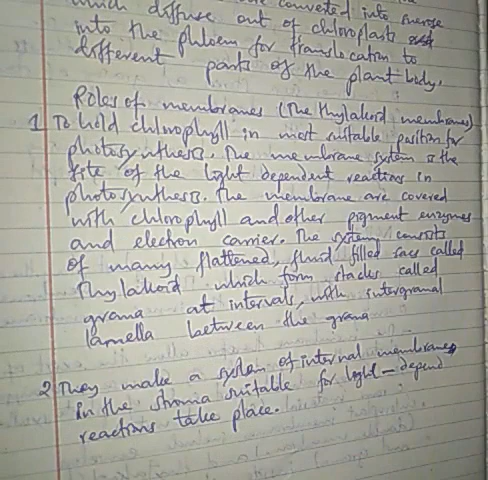 which diffuse out of chloroplasts
into the phloem for translocation to
different parts of the plant body.
Roles of membranes (The thylakoid membranes)
1 To hold chlorophyll in most suitable position for
photosynthesis. The membrane system is the
site of the light dependent reactions in
photosynthesis. The membrane are covered
with chlorophyll and other pigment enzymes
and electron carrier. The system consists
of many flattened, fluid filled sacs called
Thylakoid which form stacks called
grana at intervals, with intergranal
lamella between the grana
2 They make a system of internal membranes
in the stroma suitable for light - depend
reactions take place.